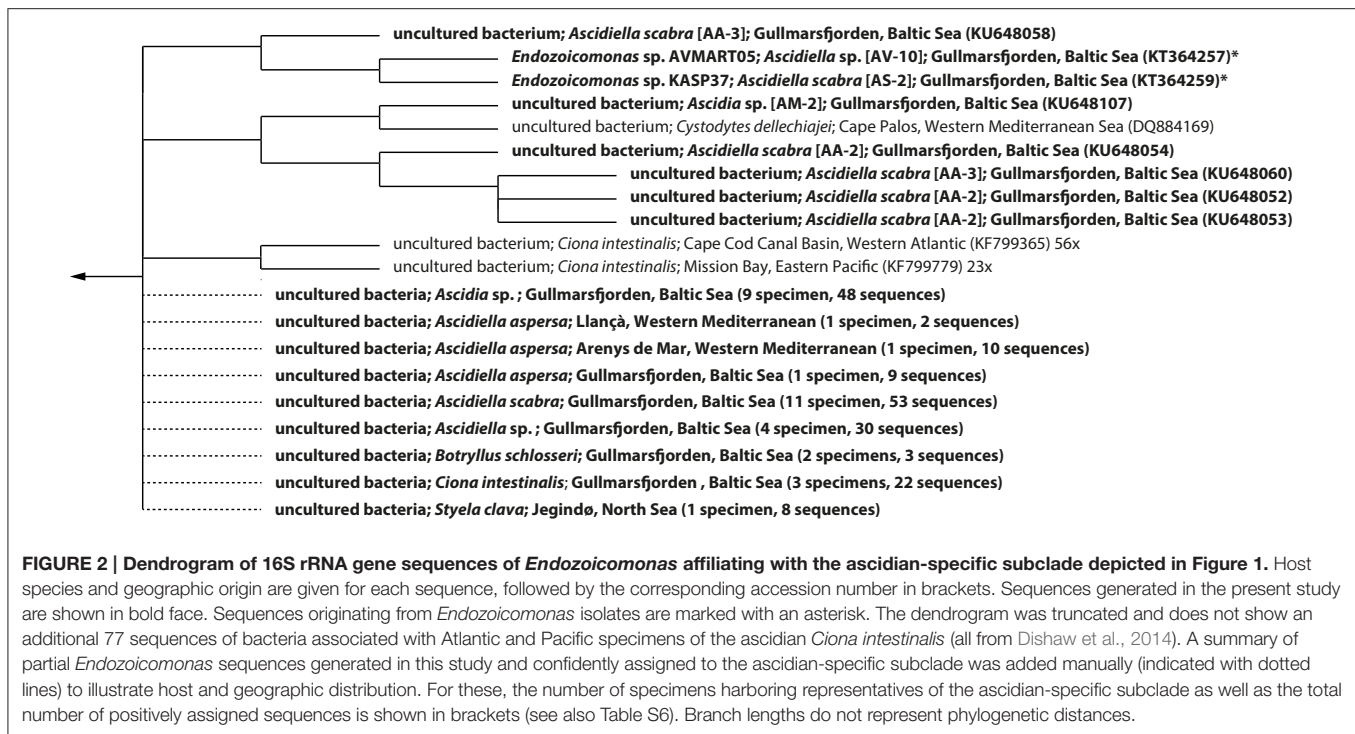 uncultured bacterium; Ascidiella scabra [AA-3]; Gullmarsfjorden, Baltic Sea (KU648058)
Endozoicomonas sp. AVMART05; Ascidiella sp. [AV-10]; Gullmarsfjorden, Baltic Sea (KT364257)*
Endozoicomonas sp. KASP37; Ascidiella scabra [AS-2]; Gullmarsfjorden, Baltic Sea (KT364259)*
uncultured bacterium; Ascidia sp. [AM-2]; Gullmarsfjorden, Baltic Sea (KU648107)
uncultured bacterium; Cystodytes dellechiajei; Cape Palos, Western Mediterranean Sea (DQ884169)
uncultured bacterium; Ascidiella scabra [AA-2]; Gullmarsfjorden, Baltic Sea (KU648054)
uncultured bacterium; Ascidiella scabra [AA-3]; Gullmarsfjorden, Baltic Sea (KU648060)
uncultured bacterium; Ascidiella scabra [AA-2]; Gullmarsfjorden, Baltic Sea (KU648052)
uncultured bacterium; Ascidiella scabra [AA-2]; Gullmarsfjorden, Baltic Sea (KU648053)
uncultured bacterium; Ciona intestinalis; Cape Cod Canal Basin, Western Atlantic (KF799365) 56x
uncultured bacterium; Ciona intestinalis; Mission Bay, Eastern Pacific (KF799779) 23x
uncultured bacteria; Ascidia sp. ; Gullmarsfjorden, Baltic Sea (9 specimen, 48 sequences)
uncultured bacteria; Ascidiella aspersa; Llançà, Western Mediterranean (1 specimen, 2 sequences)
uncultured bacteria; Ascidiella aspersa; Arenys de Mar, Western Mediterranean (1 specimen, 10 sequences)
uncultured bacteria; Ascidiella aspersa; Gullmarsfjorden, Baltic Sea (1 specimen, 9 sequences)
uncultured bacteria; Ascidiella scabra; Gullmarsfjorden, Baltic Sea (11 specimen, 53 sequences)
uncultured bacteria; Ascidiella sp. ; Gullmarsfjorden, Baltic Sea (4 specimen, 30 sequences)
uncultured bacteria; Botryllus schlosseri; Gullmarsfjorden, Baltic Sea (2 specimens, 3 sequences)
uncultured bacteria; Ciona intestinalis; Gullmarsfjorden , Baltic Sea (3 specimens, 22 sequences)
uncultured bacteria; Styela clava; Jegindø, North Sea (1 specimen, 8 sequences)
FIGURE 2 | Dendrogram of 16S rRNA gene sequences of Endozoicomonas affiliating with the ascidian-specific subclade depicted in Figure 1. Host
species and geographic origin are given for each sequence, followed by the corresponding accession number in brackets. Sequences generated in the present study
are shown in bold face. Sequences originating from Endozoicomonas isolates are marked with an asterisk. The dendrogram was truncated and does not show an
additional 77 sequences of bacteria associated with Atlantic and Pacific specimens of the ascidian Ciona intestinalis (all from Dishaw et al., 2014). A summary of
partial Endozoicomonas sequences generated in this study and confidently assigned to the ascidian-specific subclade was added manually (indicated with dotted
lines) to illustrate host and geographic distribution. For these, the number of specimens harboring representatives of the ascidian-specific subclade as well as the total
number of positively assigned sequences is shown in brackets (see also Table S6). Branch lengths do not represent phylogenetic distances.